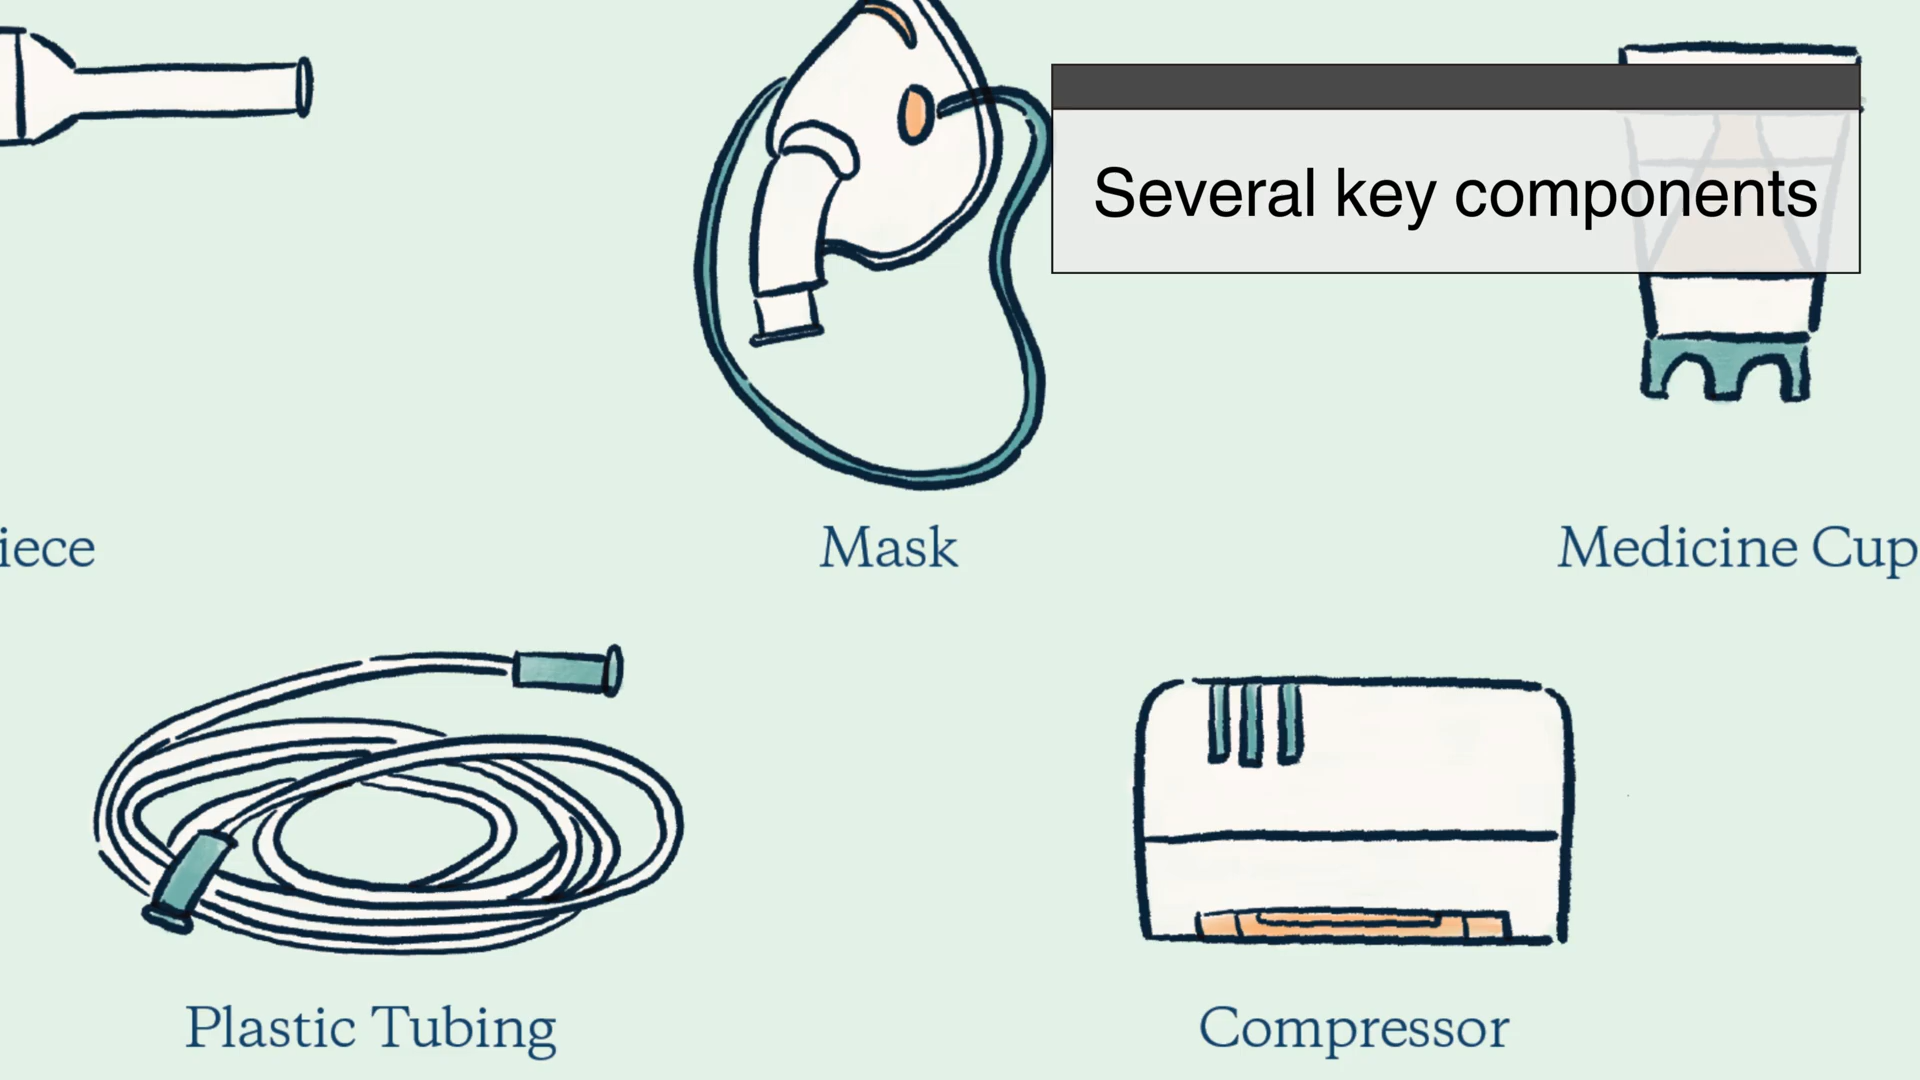 Several key components
iece
Mask
Medicine Cup
Plastic Tubing
Compressor